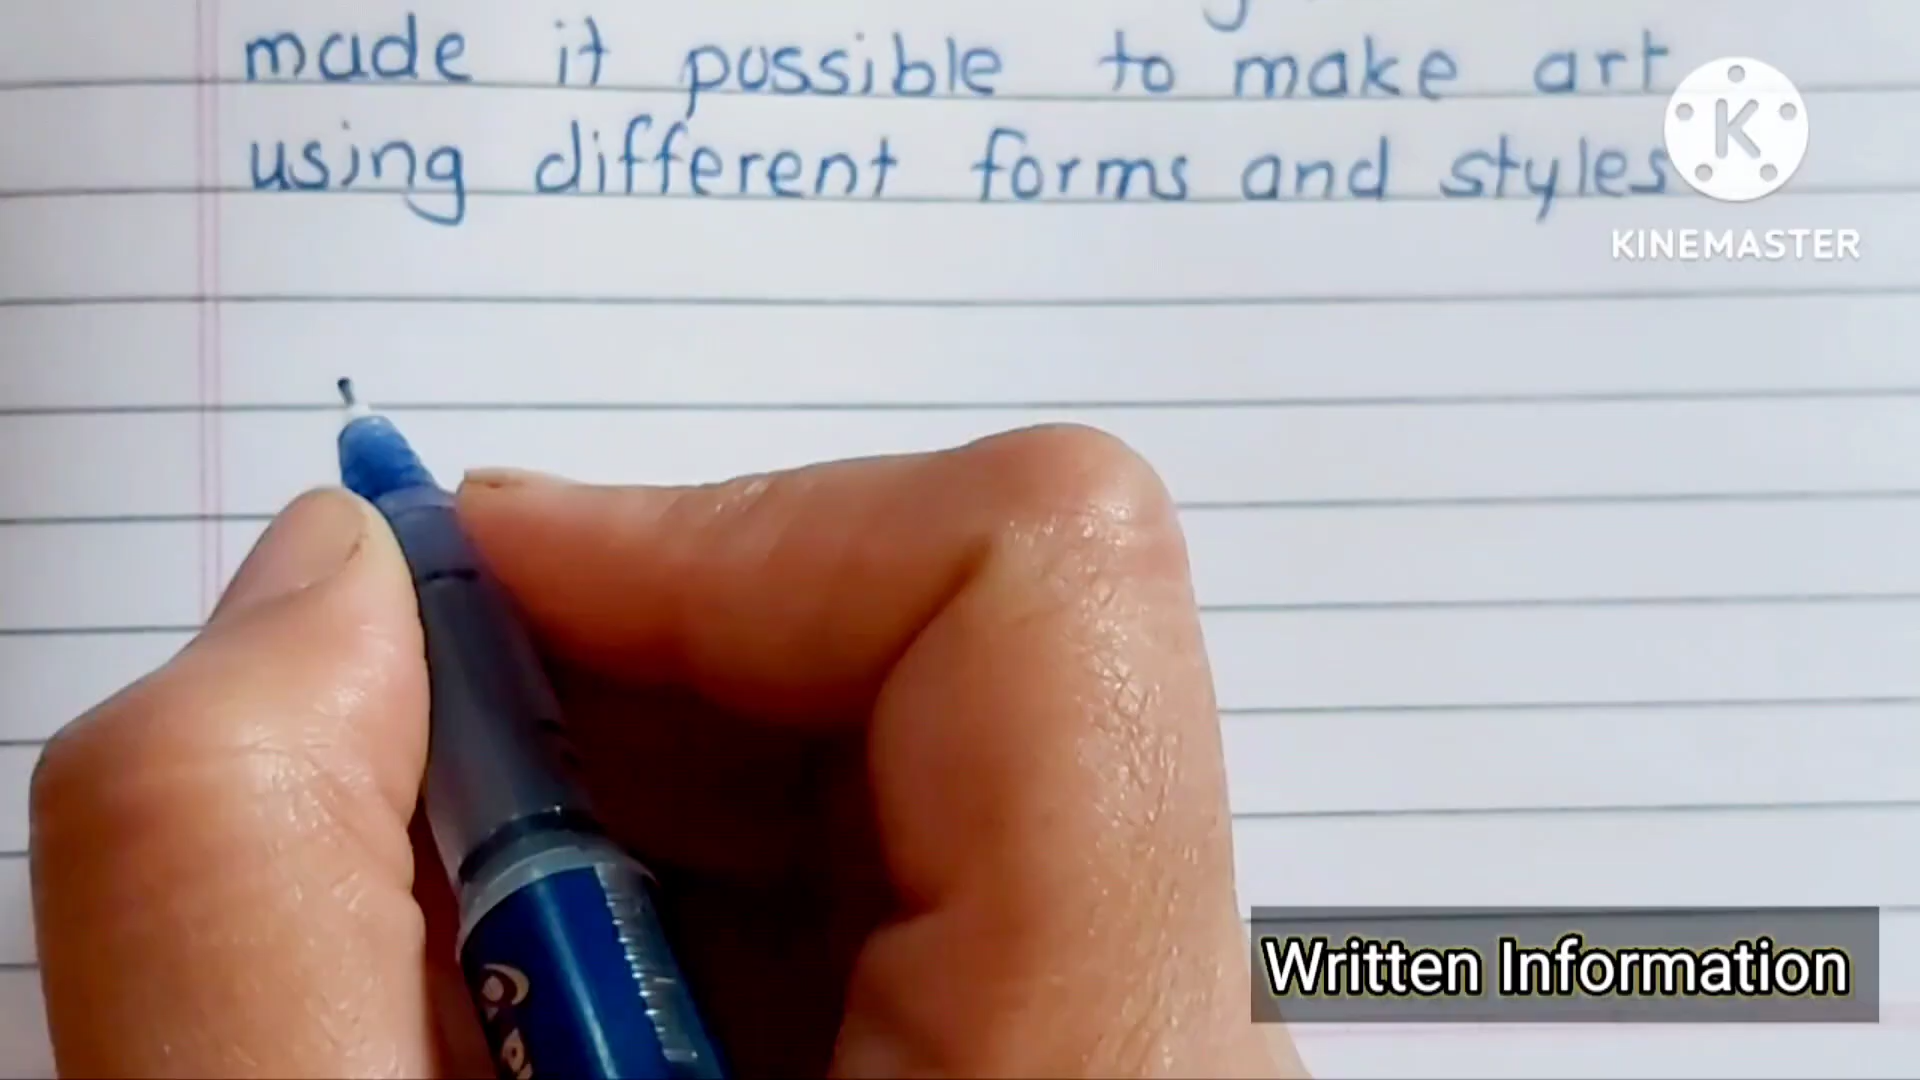 made it possible to make art
using different forms and styles
K
KINEMASTER
Written Information